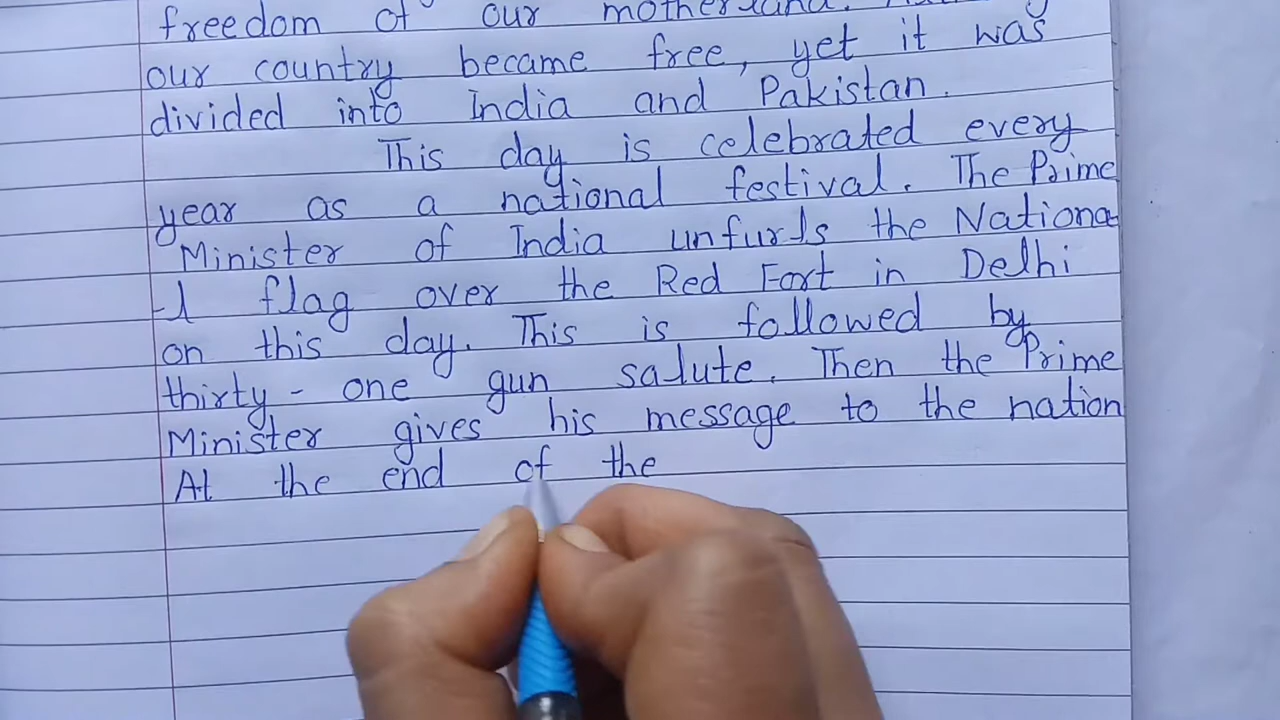 freedom of our motherland.
our country became free, yet it was
divided into India and Pakistan.
This day is celebrated every
year as a national festival. The Prime
Minister of India unfurls the Nationa
-l flag over the Red Fort in Delhi
on this day. This is followed by
thirty - one gun salute. Then the Prime
Minister gives his message to the nation
At the end of the